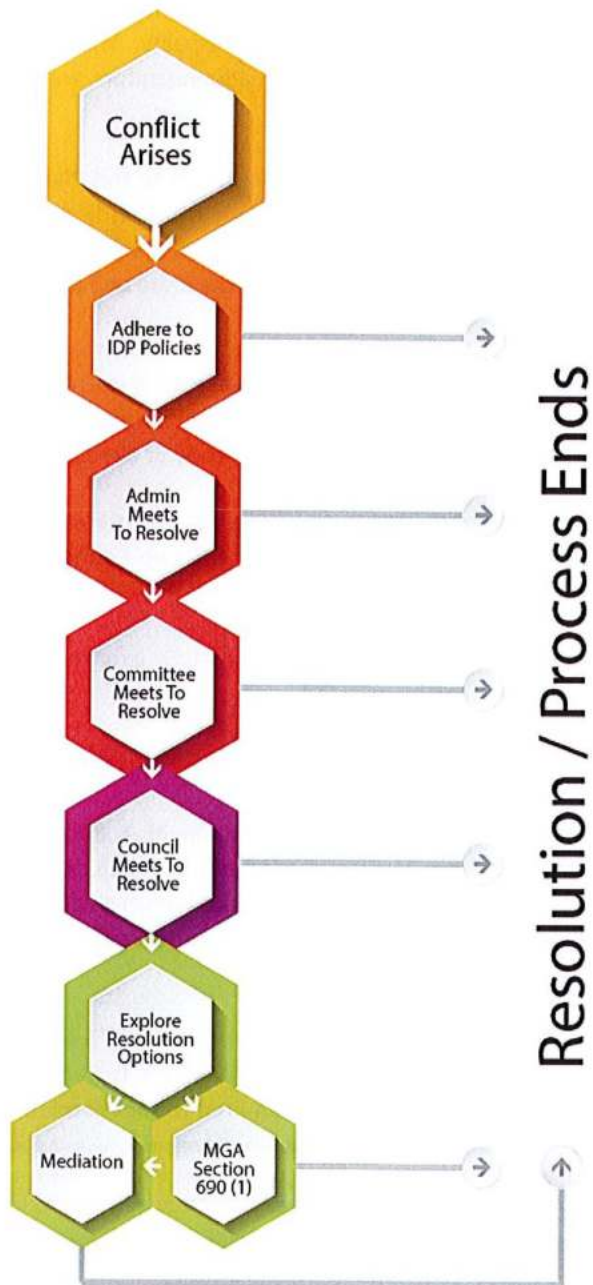 Conflict
Arises
Adhere to
IDP Policies
Admin
Meets
To Resolve
Committee
Meets To
Resolve
Council
Meets To
Resolve
Explore
Resolution
Options
Mediation
MGA
Section
690 (1)
Resolution / Process Ends